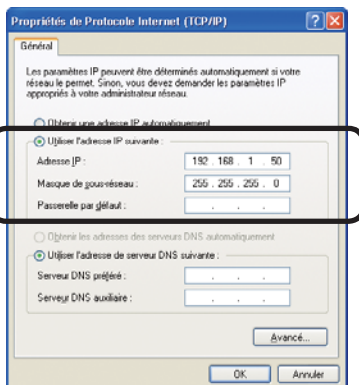 Propriétés de Protocole Internet (TCP/IP)
Général
Les paramètres IP peuvent être déterminés automatiquement si votre
réseau le permet. Sinon, vous devez demander les paramètres IP
appropriés à votre administrateur réseau.
Obtenir une adresse IP automatiquement
Utiliser l'adresse IP suivante :
Adresse IP : 192 . 168 . 1 . 50
Masque de sous-réseau : 255 . 255 . 255 . 0
Passerelle par défaut : . . .
Obtenir les adresses des serveurs DNS automatiquement
Utiliser l'adresse de serveur DNS suivante :
Serveur DNS préféré : . . .
Serveur DNS auxiliaire : . . .
Avancé...
OK Annuler